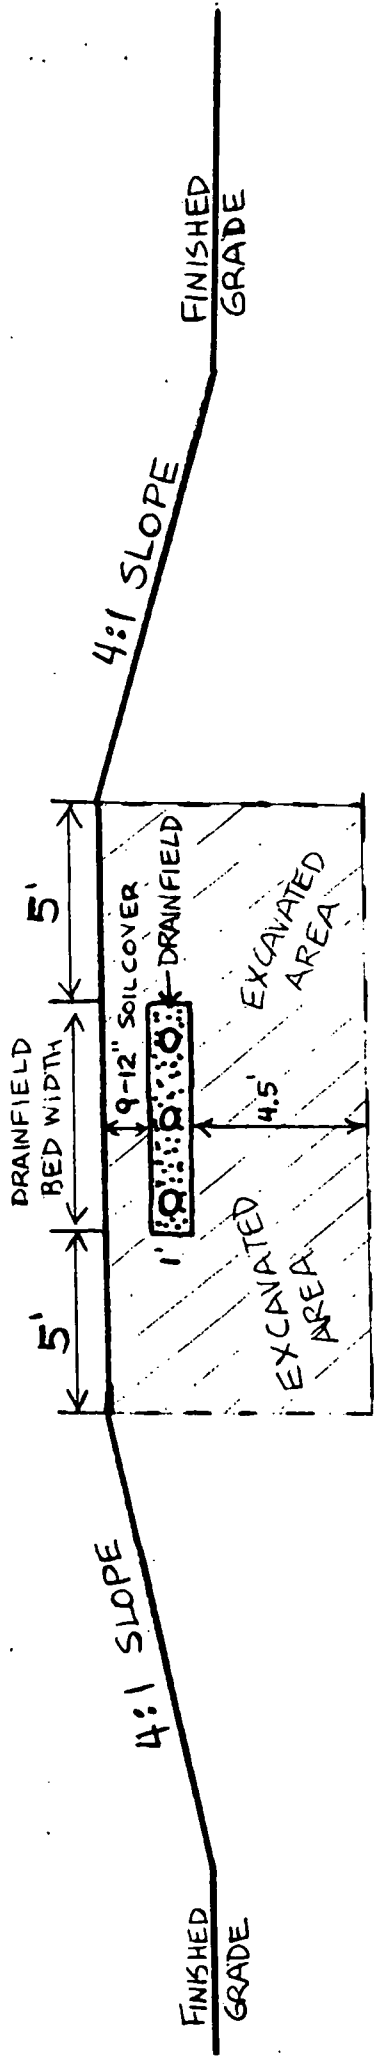 FINISHED
GRADE
4:1 SLOPE
5'
DRAINFIELD
BED WIDTH
5'
4:1 SLOPE
FINISHED
GRADE
9-12" SOIL COVER
DRAINFIELD
1'
4.5'
EXCAVATED
AREA
EXCAVATED
AREA